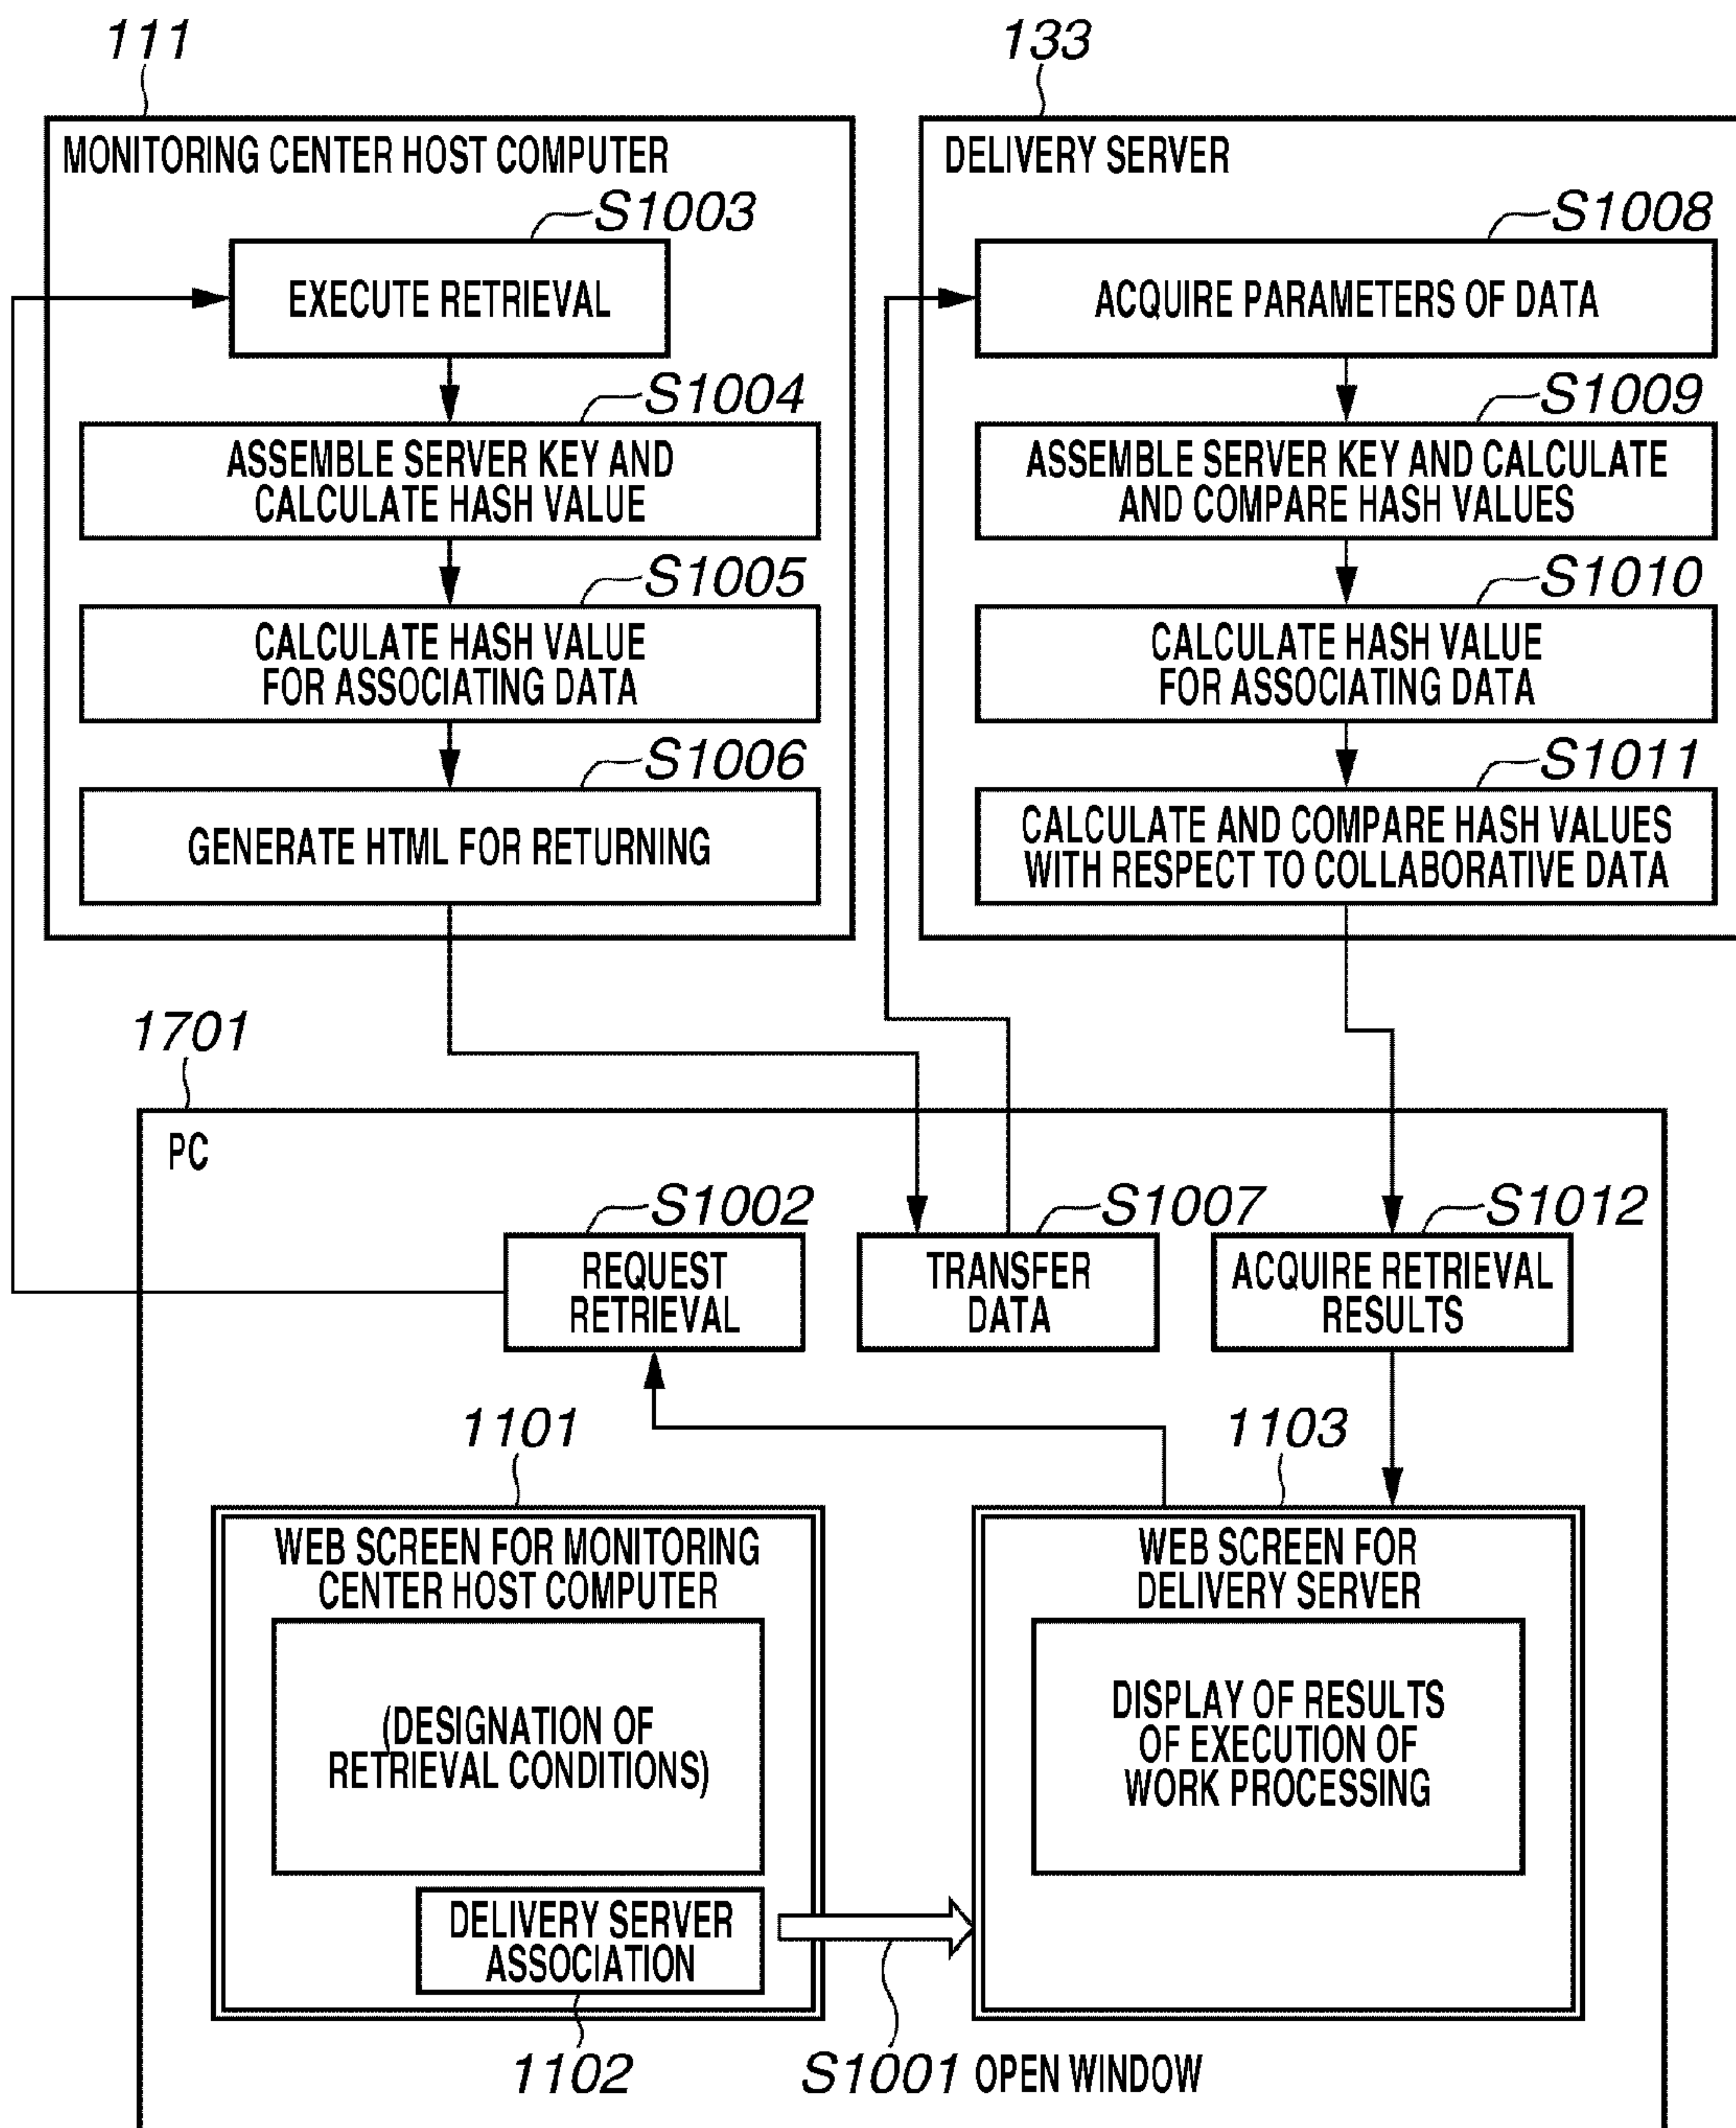 111
133
MONITORING CENTER HOST COMPUTER
S1003
EXECUTE RETRIEVAL
S1004
ASSEMBLE SERVER KEY AND
CALCULATE HASH VALUE
S1005
CALCULATE HASH VALUE
FOR ASSOCIATING DATA
S1006
GENERATE HTML FOR RETURNING
DELIVERY SERVER
S1008
ACQUIRE PARAMETERS OF DATA
S1009
ASSEMBLE SERVER KEY AND CALCULATE
AND COMPARE HASH VALUES
S1010
CALCULATE HASH VALUE
FOR ASSOCIATING DATA
S1011
CALCULATE AND COMPARE HASH VALUES
WITH RESPECT TO COLLABORATIVE DATA
1701
PC
S1002
REQUEST
RETRIEVAL
S1007
TRANSFER
DATA
S1012
ACQUIRE RETRIEVAL
RESULTS
1101
WEB SCREEN FOR MONITORING
CENTER HOST COMPUTER
(DESIGNATION OF
RETRIEVAL CONDITIONS)
DELIVERY SERVER
ASSOCIATION
1102
1103
WEB SCREEN FOR
DELIVERY SERVER
DISPLAY OF RESULTS
OF EXECUTION OF
WORK PROCESSING
S1001 OPEN WINDOW